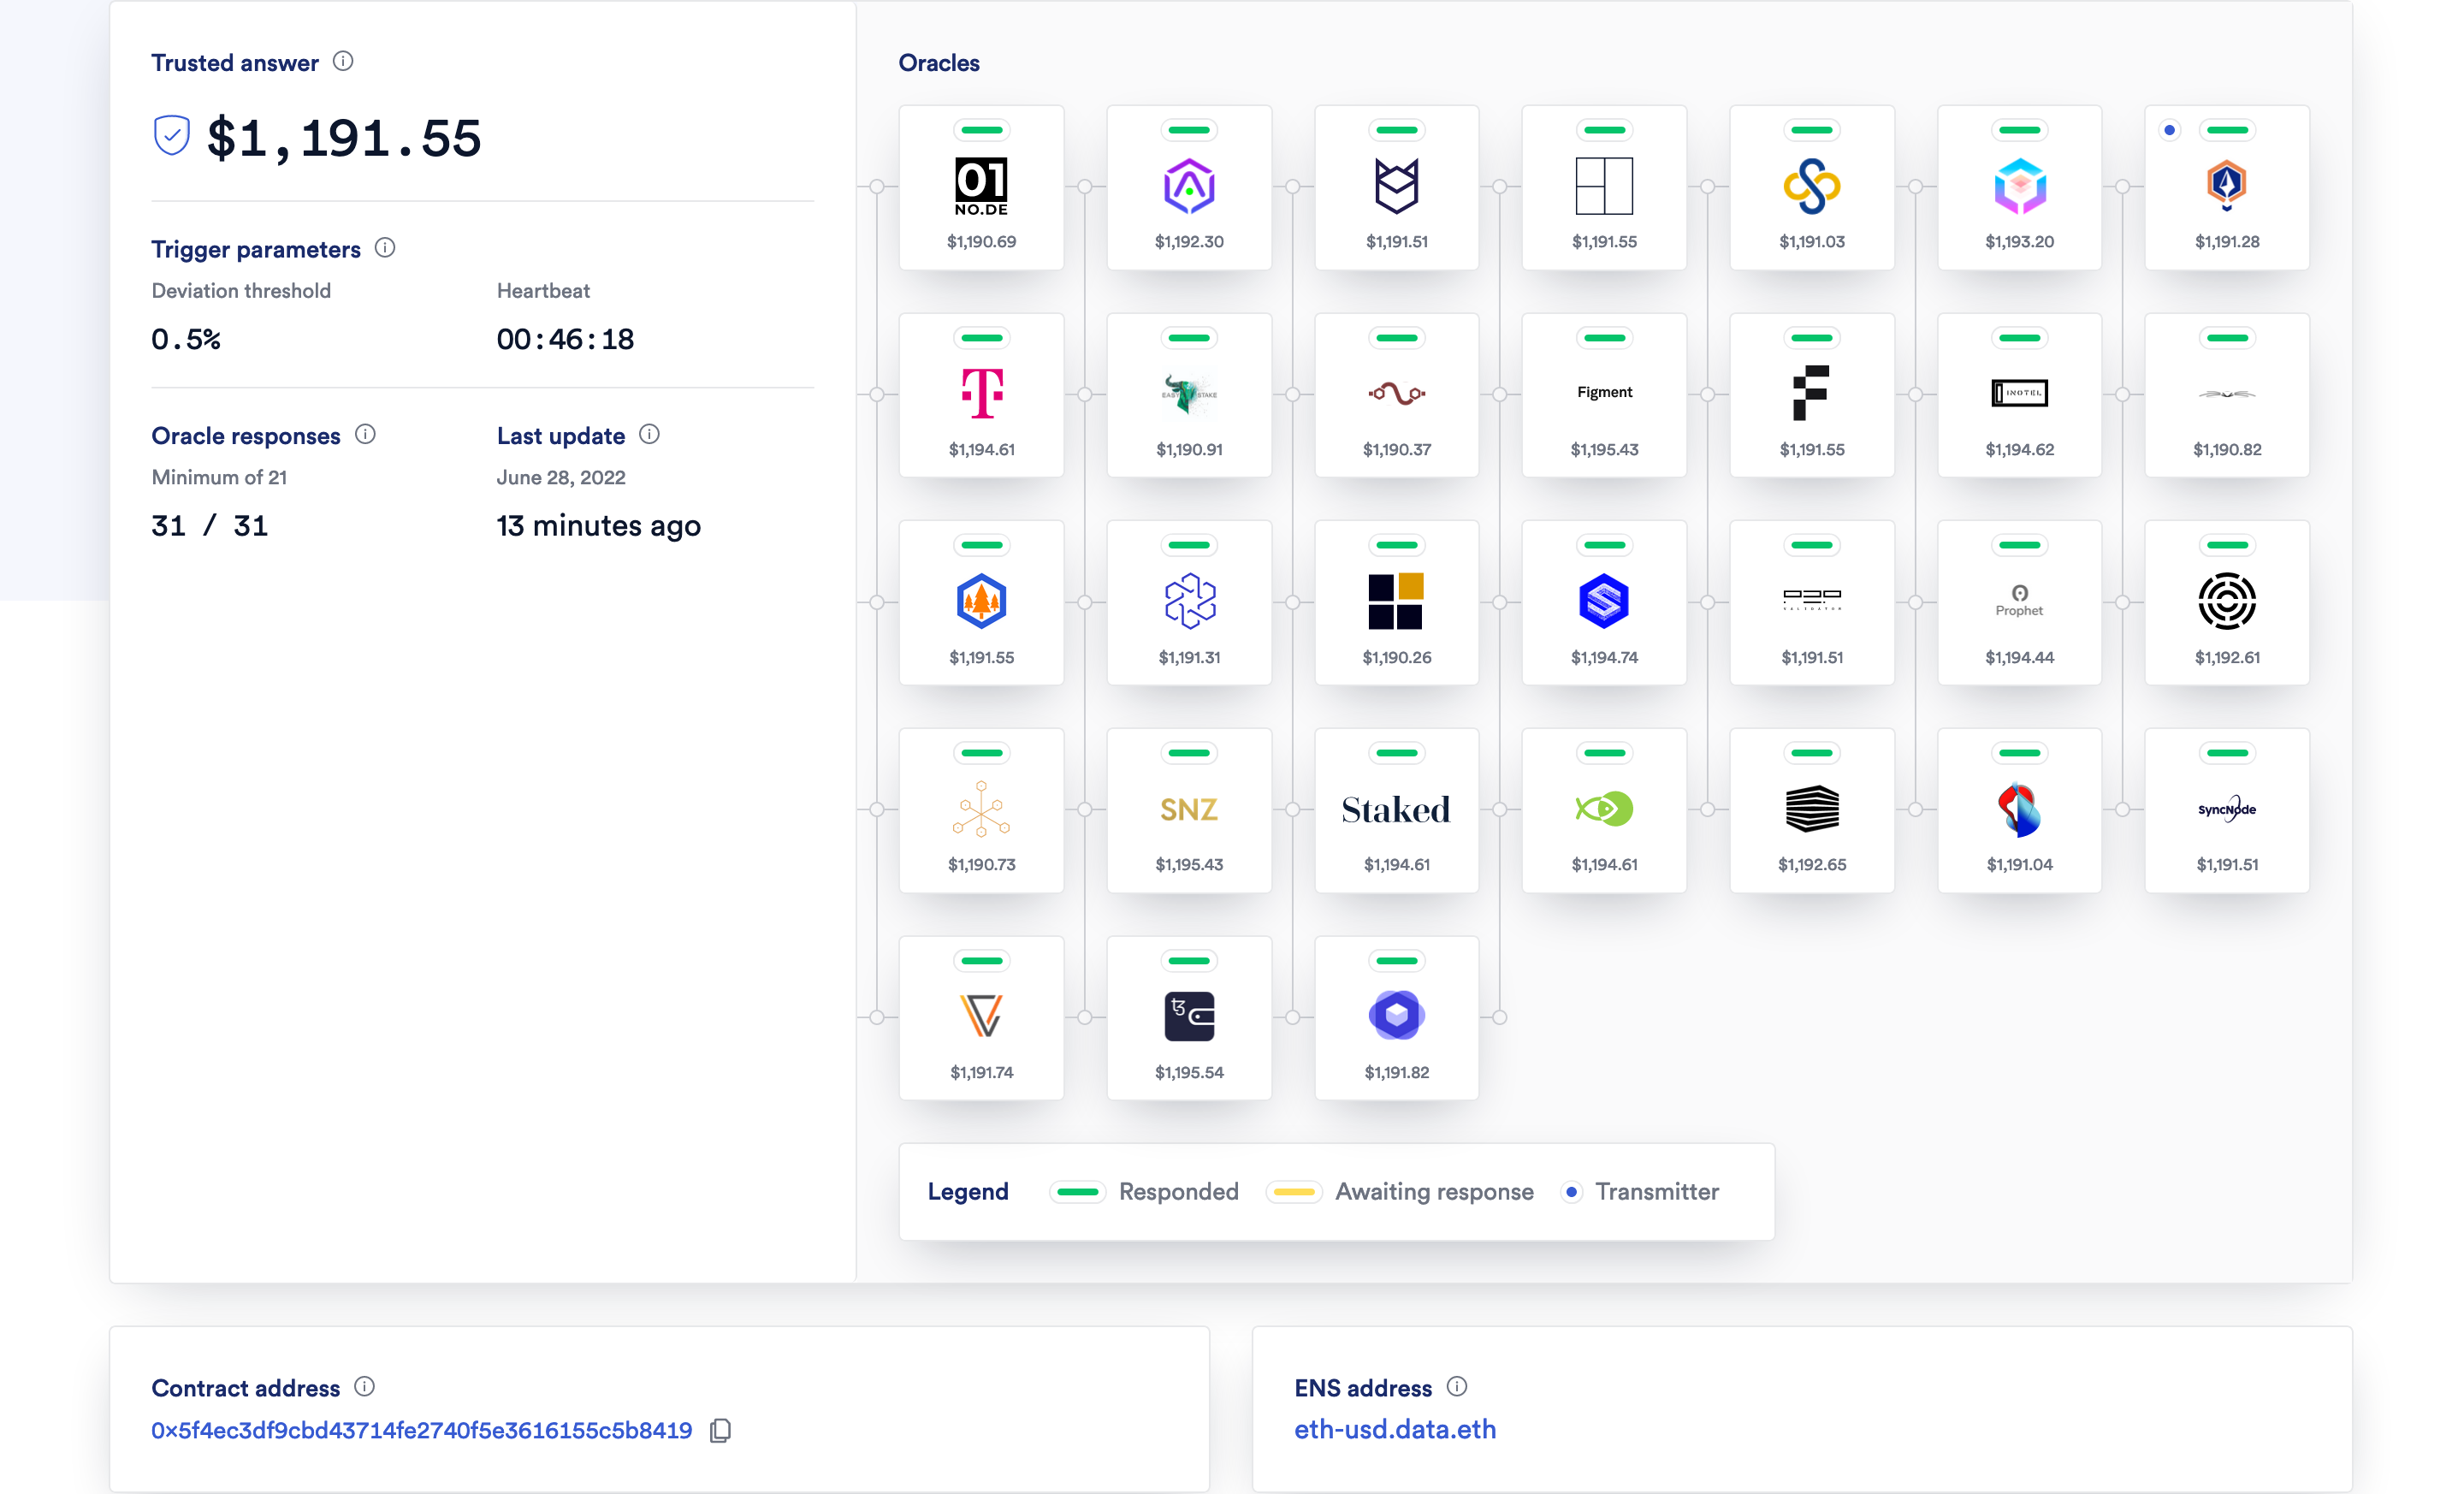 Trusted answer
$1,191.55
Trigger parameters
Deviation threshold
0.5%
Heartbeat
00:46:18
Oracle responses
Minimum of 21
31 / 31
Last update
June 28, 2022
13 minutes ago
Oracles
01
NO.DE
$1,190.69
$1,192.30
$1,191.51
$1,191.55
$1,191.03
$1,193.20
$1,191.28
T
$1,194.61
EASY STAKE
$1,190.91
$1,190.37
Figment
$1,195.43
$1,191.55
INOTEL
$1,194.62
$1,190.82
$1,191.55
$1,191.31
$1,190.26
$1,194.74
P2P
VALIDATOR
$1,191.51
Prophet
$1,194.44
$1,192.61
$1,190.73
SNZ
$1,195.43
Staked
$1,194.61
$1,194.61
$1,192.65
$1,191.04
SyncNode
$1,191.51
$1,191.74
$1,195.54
$1,191.82
Legend
Responded
Awaiting response
Transmitter
Contract address
0x5f4ec3df9cbd43714fe2740f5e3616155c5b8419
ENS address
eth-usd.data.eth